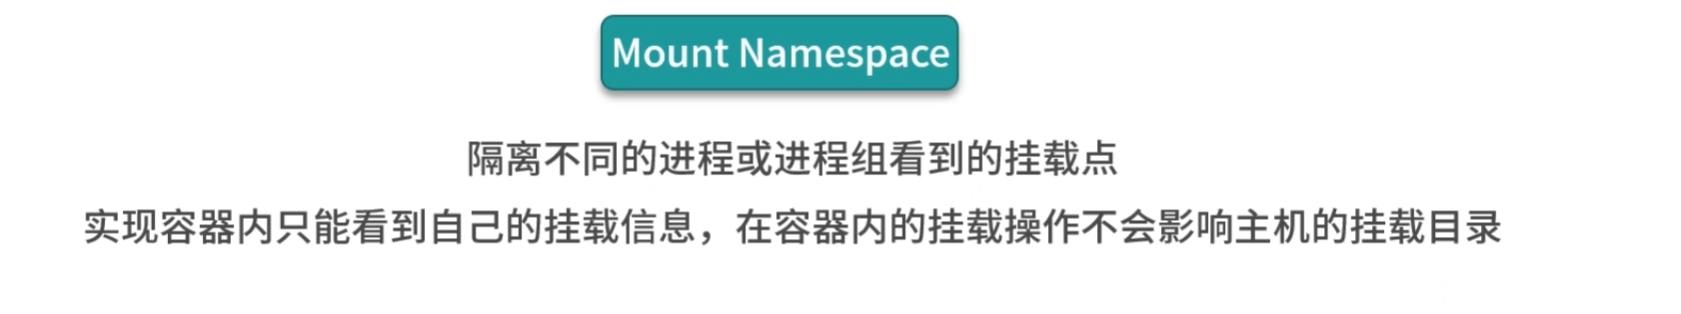 Mount Namespace
隔离不同的进程或进程组看到的挂载点
实现容器内只能看到自己的挂载信息，在容器内的挂载操作不会影响主机的挂载目录